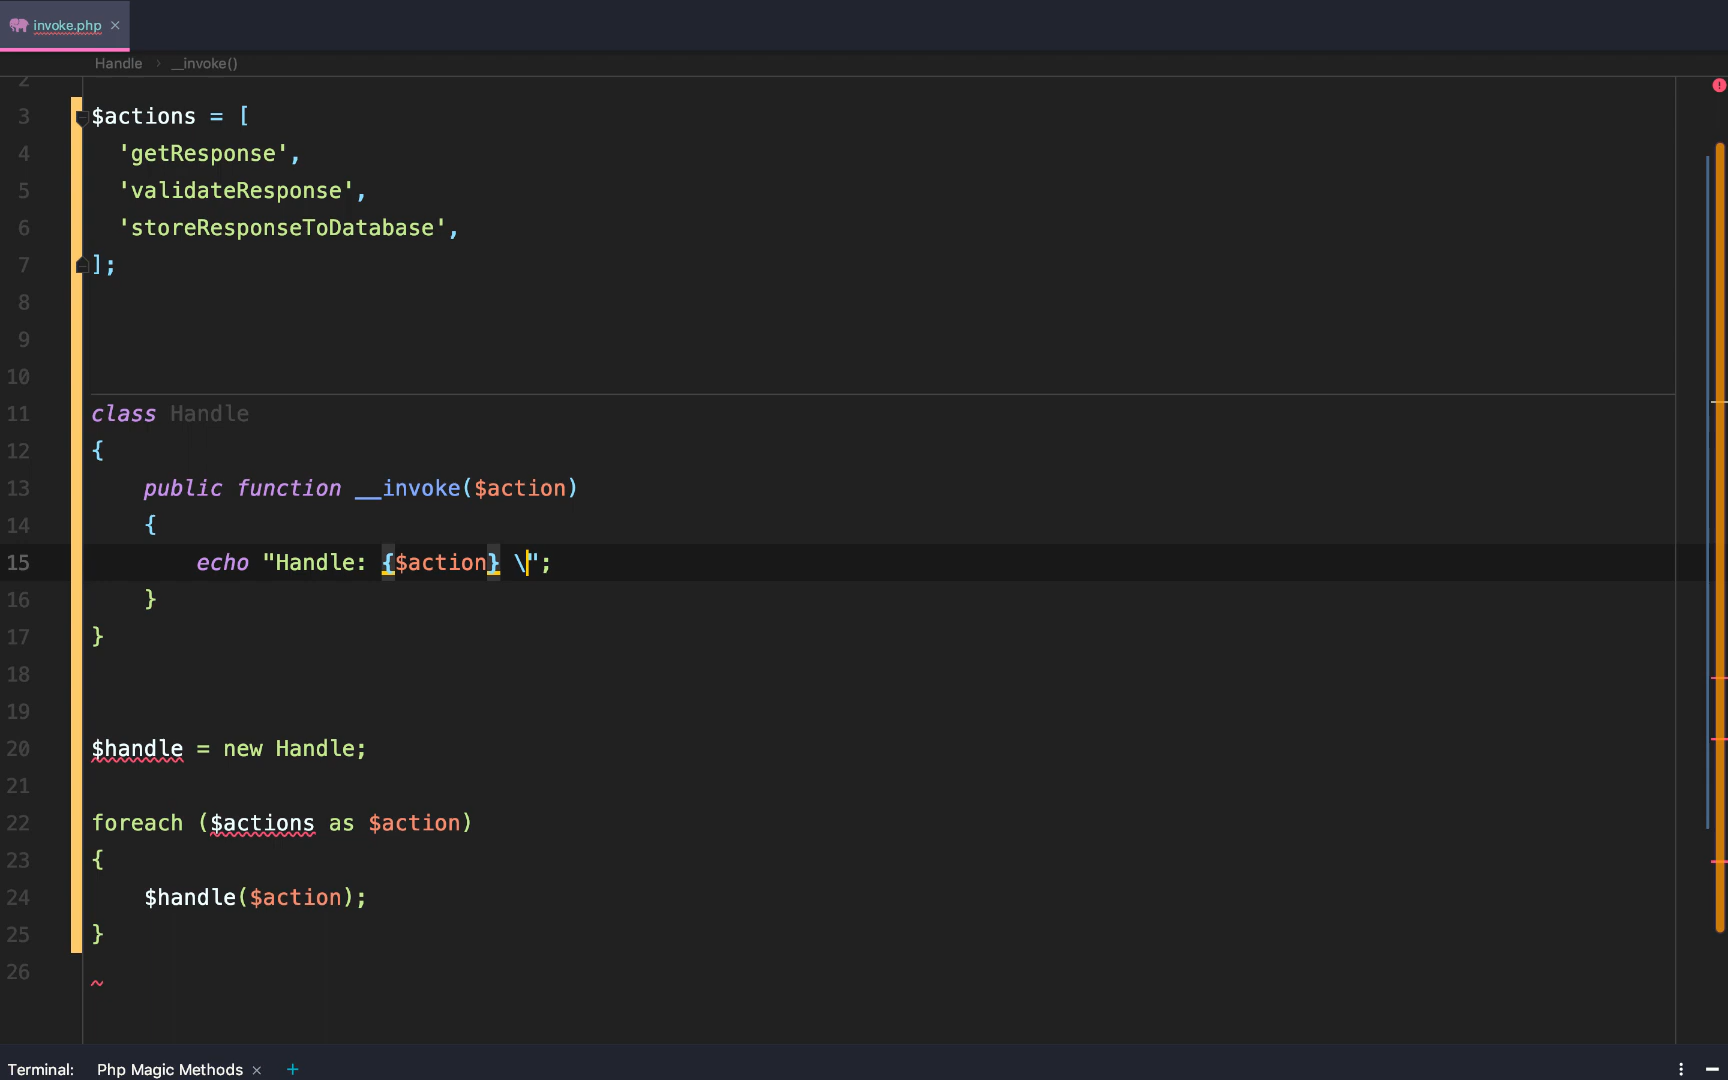 invoke.php ×
Handle › __invoke()
2
3 $actions = [
4 'getResponse',
5 'validateResponse',
6 'storeResponseToDatabase',
7 ];
8
9
10
11 class Handle
12 {
13 public function __invoke($action)
14 {
15 echo "Handle: {$action} \";
16 }
17 }
18
19
20 $handle = new Handle;
21
22 foreach ($actions as $action)
23 {
24 $handle($action);
25 }
26
~
Terminal: Php Magic Methods × +